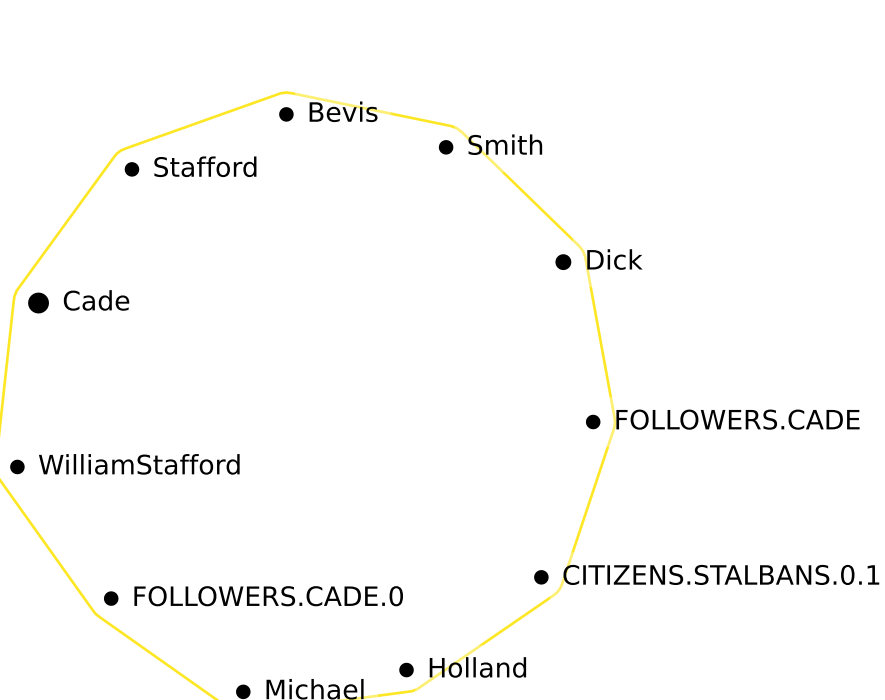 Bevis
Smith
Stafford
Dick
Cade
FOLLOWERS.CADE
WilliamStafford
CITIZENS.STALBANS.0.1
FOLLOWERS.CADE.0
Holland
Michael